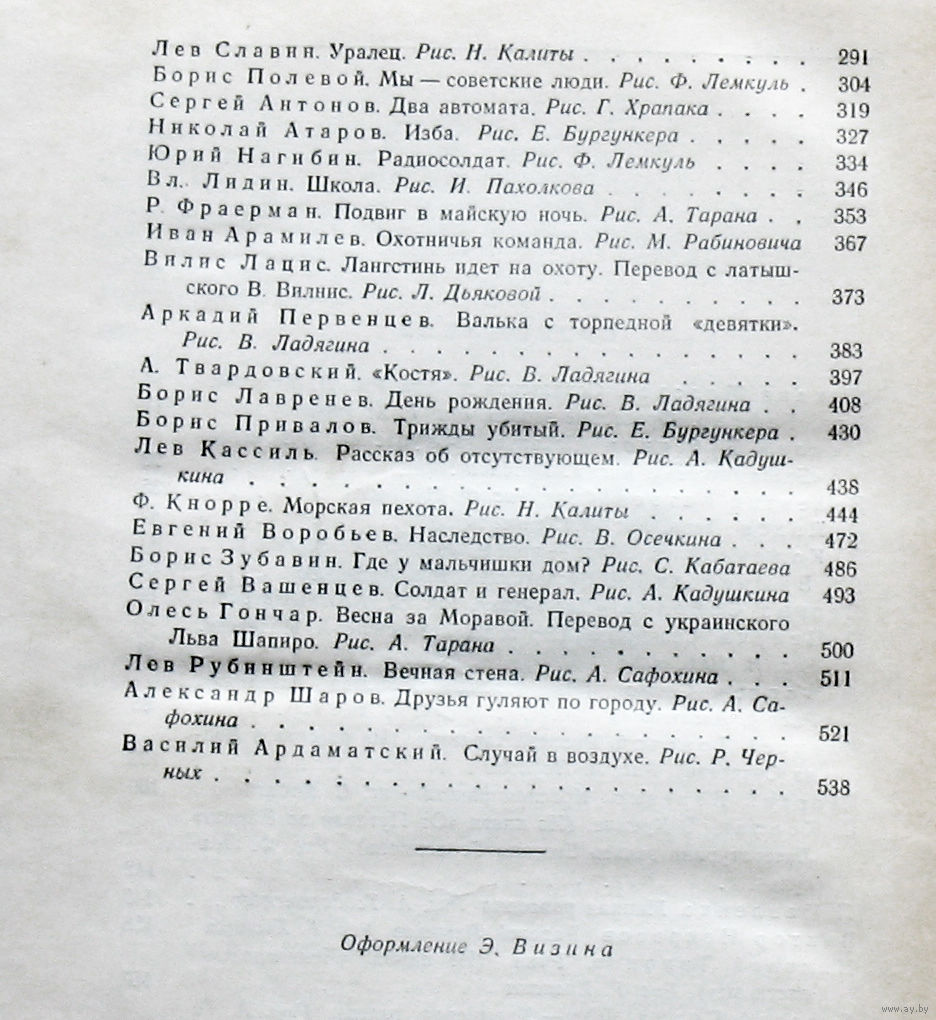 Лев Славин. Уралец. Рис. Н. Калиты . . . . . . . . . 291
Борис Полевой. Мы — советские люди. Рис. Ф. Лемкуль . 304
Сергей Антонов. Два автомата. Рис. Г. Храпака . . . . 319
Николай Атаров. Изба. Рис. Е. Бургункера . . . . . 327
Юрий Нагибин. Радиосолдат. Рис. Ф. Лемкуль . . . . 334
Вл. Лидин. Школа. Рис. И. Пахолкова . . . . . . . 346
Р. Фраерман. Подвиг в майскую ночь. Рис. А. Тарана . . 353
Иван Арамилев. Охотничья команда. Рис. М. Рабиновича 367
Вилис Лацис. Лангстинь идет на охоту. Перевод с латыш-
ского В. Вилнис. Рис. Л. Дьяковой . . . . . . . . . . 373
Аркадий Первенцев. Валька с торпедной «девятки».
Рис. В. Ладягина . . . . . . . . . . . . . . . 383
А. Твардовский. «Костя». Рис. В. Ладягина . . . . . 397
Борис Лавренев. День рождения. Рис. В. Ладягина . . 408
Борис Привалов. Трижды убитый. Рис. Е. Бургункера . 430
Лев Кассиль. Рассказ об отсутствующем. Рис. А. Кадуш-
кина . . . . . . . . . . . . . . . . . . . . . 438
Ф. Кнорре. Морская пехота. Рис. Н. Калиты . . . . . . 444
Евгений Воробьев. Наследство. Рис. В. Осечкина . . . 472
Борис Зубавин. Где у мальчишки дом? Рис. С. Кабатаева 486
Сергей Вашенцев. Солдат и генерал. Рис. А. Кадушкина 493
Олесь Гончар. Весна за Моравой. Перевод с украинского
Льва Шапиро. Рис. А. Тарана . . . . . . . . . . . 500
Лев Рубинштейн. Вечная стена. Рис. А. Сафохина . . . 511
Александр Шаров. Друзья гуляют по городу. Рис. А. Са-
фохина . . . . . . . . . . . . . . . . . . . . 521
Василий Ардаматский. Случай в воздухе. Рис. Р. Чер-
ных . . . . . . . . . . . . . . . . . . . . . 538
Оформление Э. Визина
www.ay.by